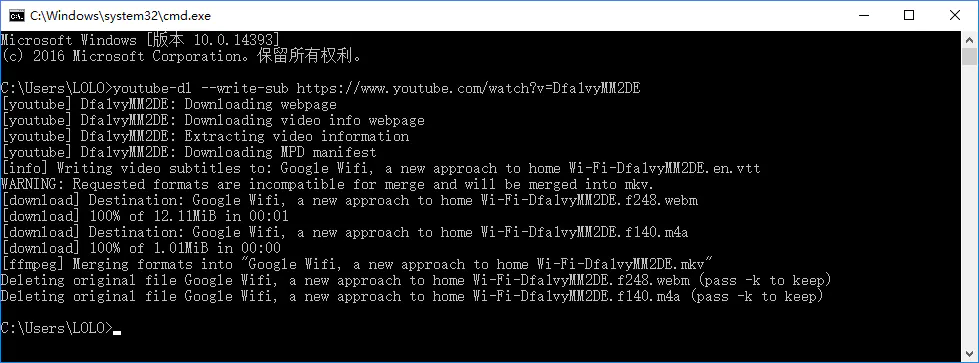 C:\Windows\system32\cmd.exe
Microsoft Windows [版本 10.0.14393]
(c) 2016 Microsoft Corporation。保留所有权利。
C:\Users\LOLO>youtube-dl --write-sub https://www.youtube.com/watch?v=Dfa1vyMM2DE
[youtube] Dfa1vyMM2DE: Downloading webpage
[youtube] Dfa1vyMM2DE: Downloading video info webpage
[youtube] Dfa1vyMM2DE: Extracting video information
[youtube] Dfa1vyMM2DE: Downloading MPD manifest
[info] Writing video subtitles to: Google Wifi, a new approach to home Wi-Fi-Dfa1vyMM2DE.en.vtt
WARNING: Requested formats are incompatible for merge and will be merged into mkv.
[download] Destination: Google Wifi, a new approach to home Wi-Fi-Dfa1vyMM2DE.f248.webm
[download] 100% of 12.11MiB in 00:01
[download] Destination: Google Wifi, a new approach to home Wi-Fi-Dfa1vyMM2DE.f140.m4a
[download] 100% of 1.01MiB in 00:00
[ffmpeg] Merging formats into "Google Wifi, a new approach to home Wi-Fi-Dfa1vyMM2DE.mkv"
Deleting original file Google Wifi, a new approach to home Wi-Fi-Dfa1vyMM2DE.f248.webm (pass -k to keep)
Deleting original file Google Wifi, a new approach to home Wi-Fi-Dfa1vyMM2DE.f140.m4a (pass -k to keep)
C:\Users\LOLO>